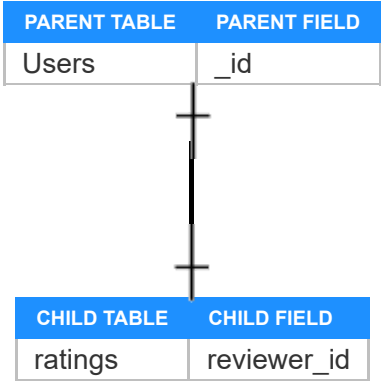 PARENT TABLE PARENT FIELD
Users _id
CHILD TABLE CHILD FIELD
ratings reviewer_id